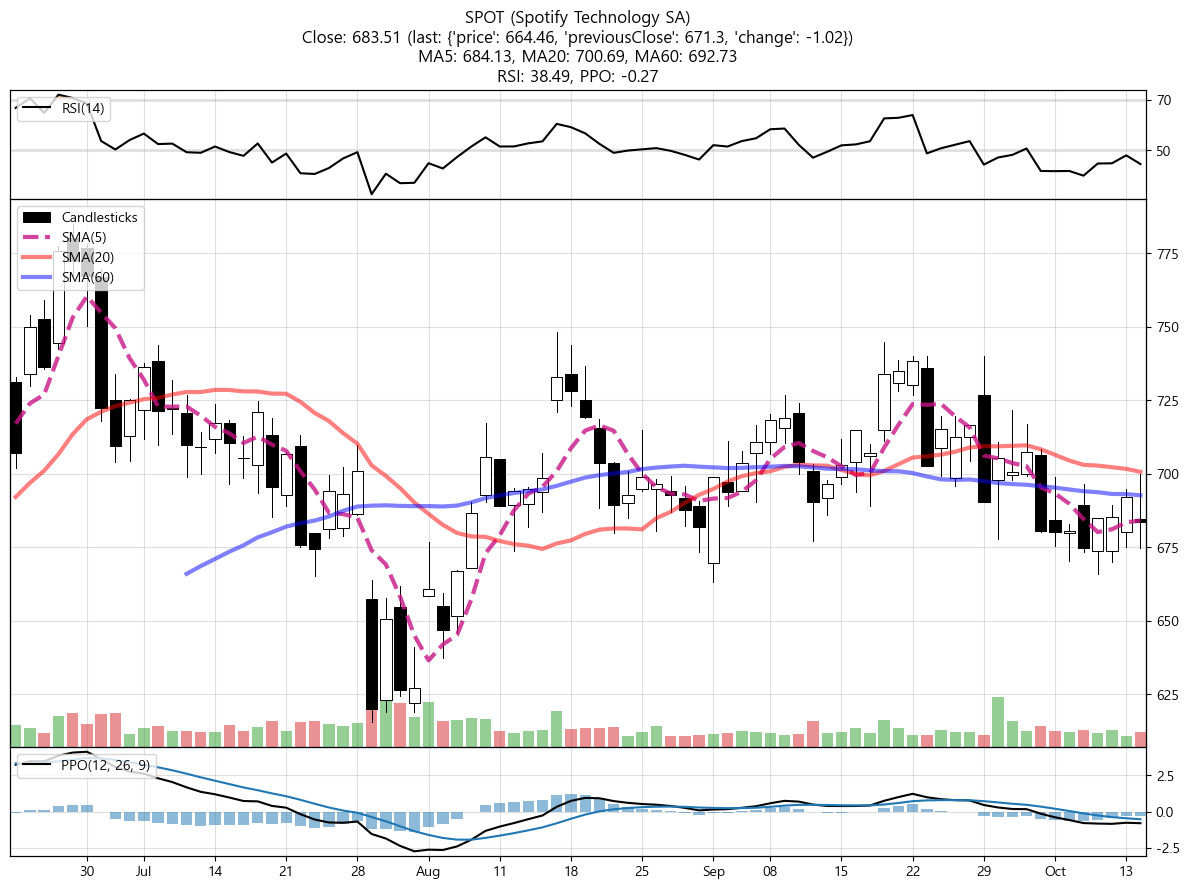 SPOT (Spotify Technology SA)
Close: 683.51 (last: {'price': 664.46, 'previousClose': 671.3, 'change': -1.02})
MA5: 684.13, MA20: 700.69, MA60: 692.73
RSI: 38.49, PPO: -0.27
RSI(14)
70
50
Candlesticks
SMA(5)
SMA(20)
SMA(60)
775
750
725
700
675
650
625
PPO(12, 26, 9)
2.5
0.0
−2.5
30 Jul 14 21 28 Aug 11 18 25 Sep 08 15 22 29 Oct 13